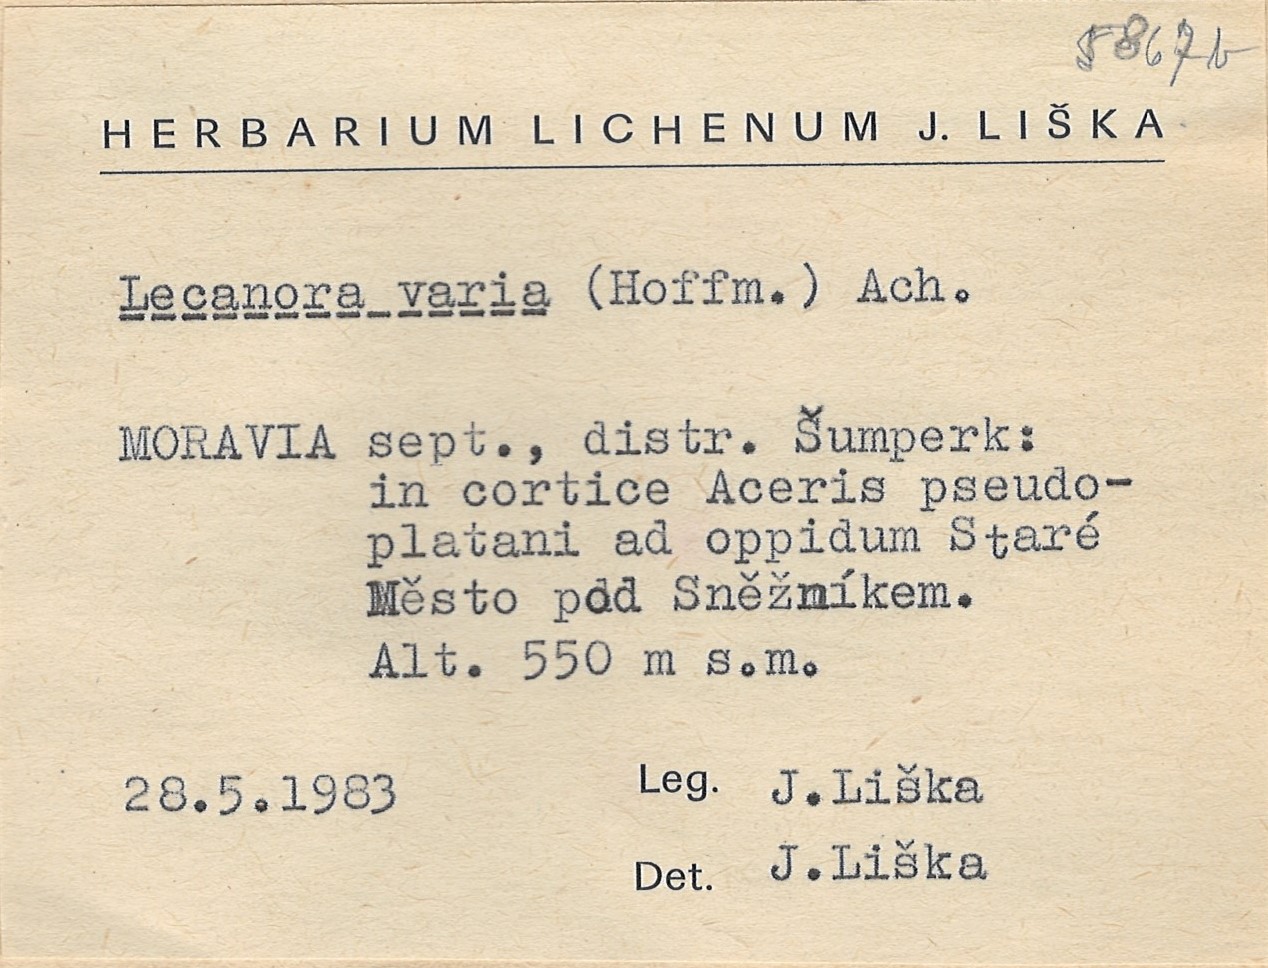 5867b
HERBARIUM LICHENUM J. LIŠKA
Lecanora varia (Hoffm.) Ach.
MORAVIA sept., distr. Šumperk:
in cortice Aceris pseudo-
platani ad oppidum Staré
Město pod Sněžníkem.
Alt. 550 m s.m.
28.5.1983
Leg. J.Liška
Det. J.Liška